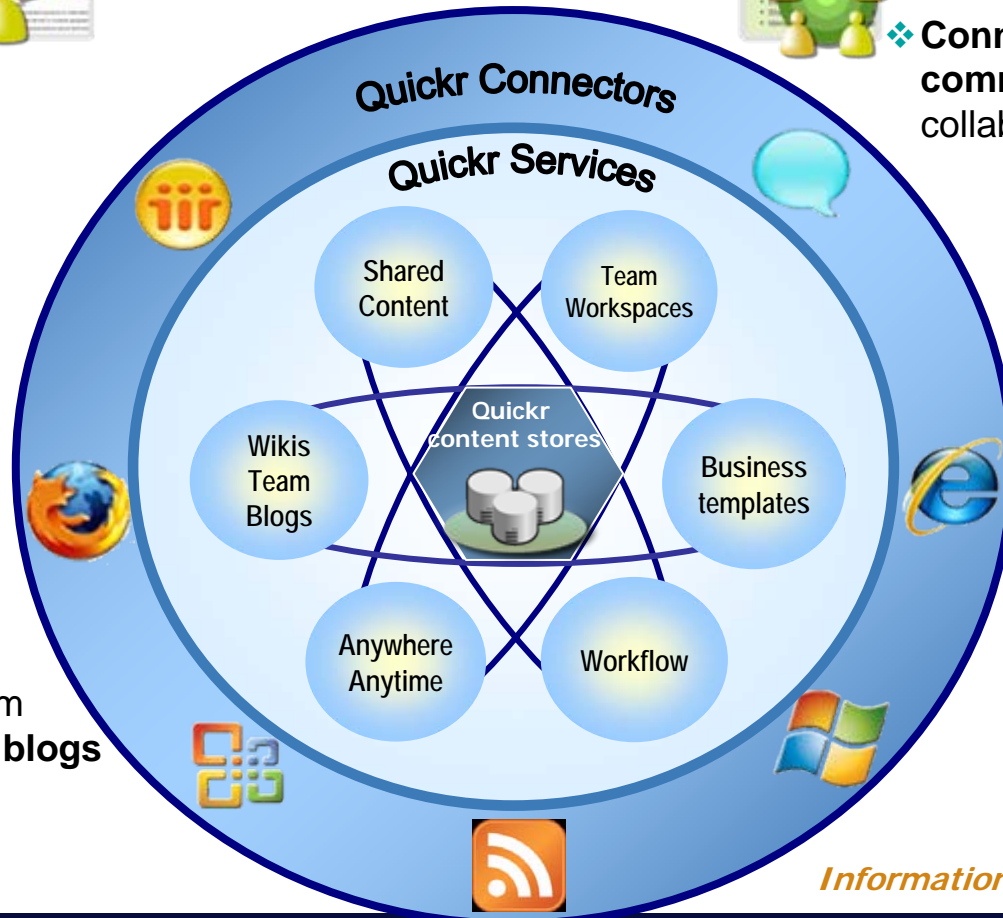 Quickr Connectors
Quickr Services
Shared
Content
Team
Workspaces
Quickr
content stores
Wikis
Team
Blogs
Business
templates
Anywhere
Anytime
Workflow
blogs
Information